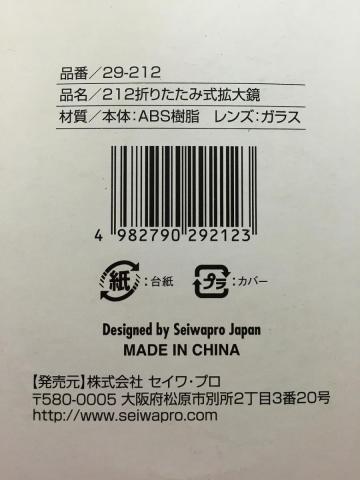 品番/29-212
品名/212折りたたみ式拡大鏡
材質/本体:ABS樹脂 レンズ:ガラス
4 982790 292123
紙:台紙 プラ:カバー
Designed by Seiwapro Japan
MADE IN CHINA
【発売元】株式会社 セイワ・プロ
〒580-0005 大阪府松原市別所2丁目3番20号
http://www.seiwapro.com/